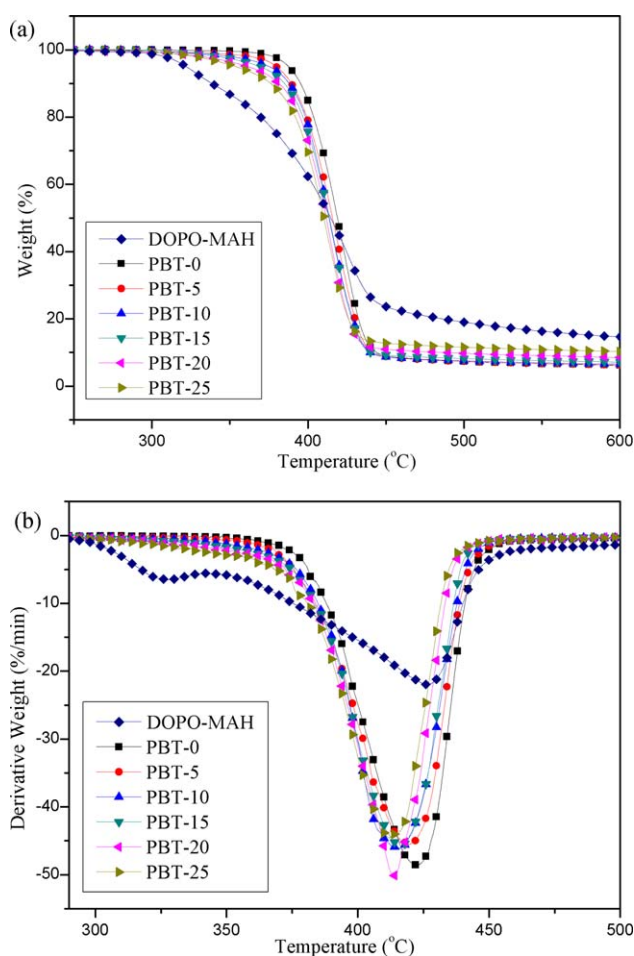 (a)
100
80
60
40
20
0
Weight (%)
DOPO-MAH
PBT-0
PBT-5
PBT-10
PBT-15
PBT-20
PBT-25
300
400
500
600
Temperature (°C)
(b)
0
-10
-20
-30
-40
-50
Derivative Weight (%/min)
DOPO-MAH
PBT-0
PBT-5
PBT-10
PBT-15
PBT-20
PBT-25
300
350
400
450
500
Temperature (°C)